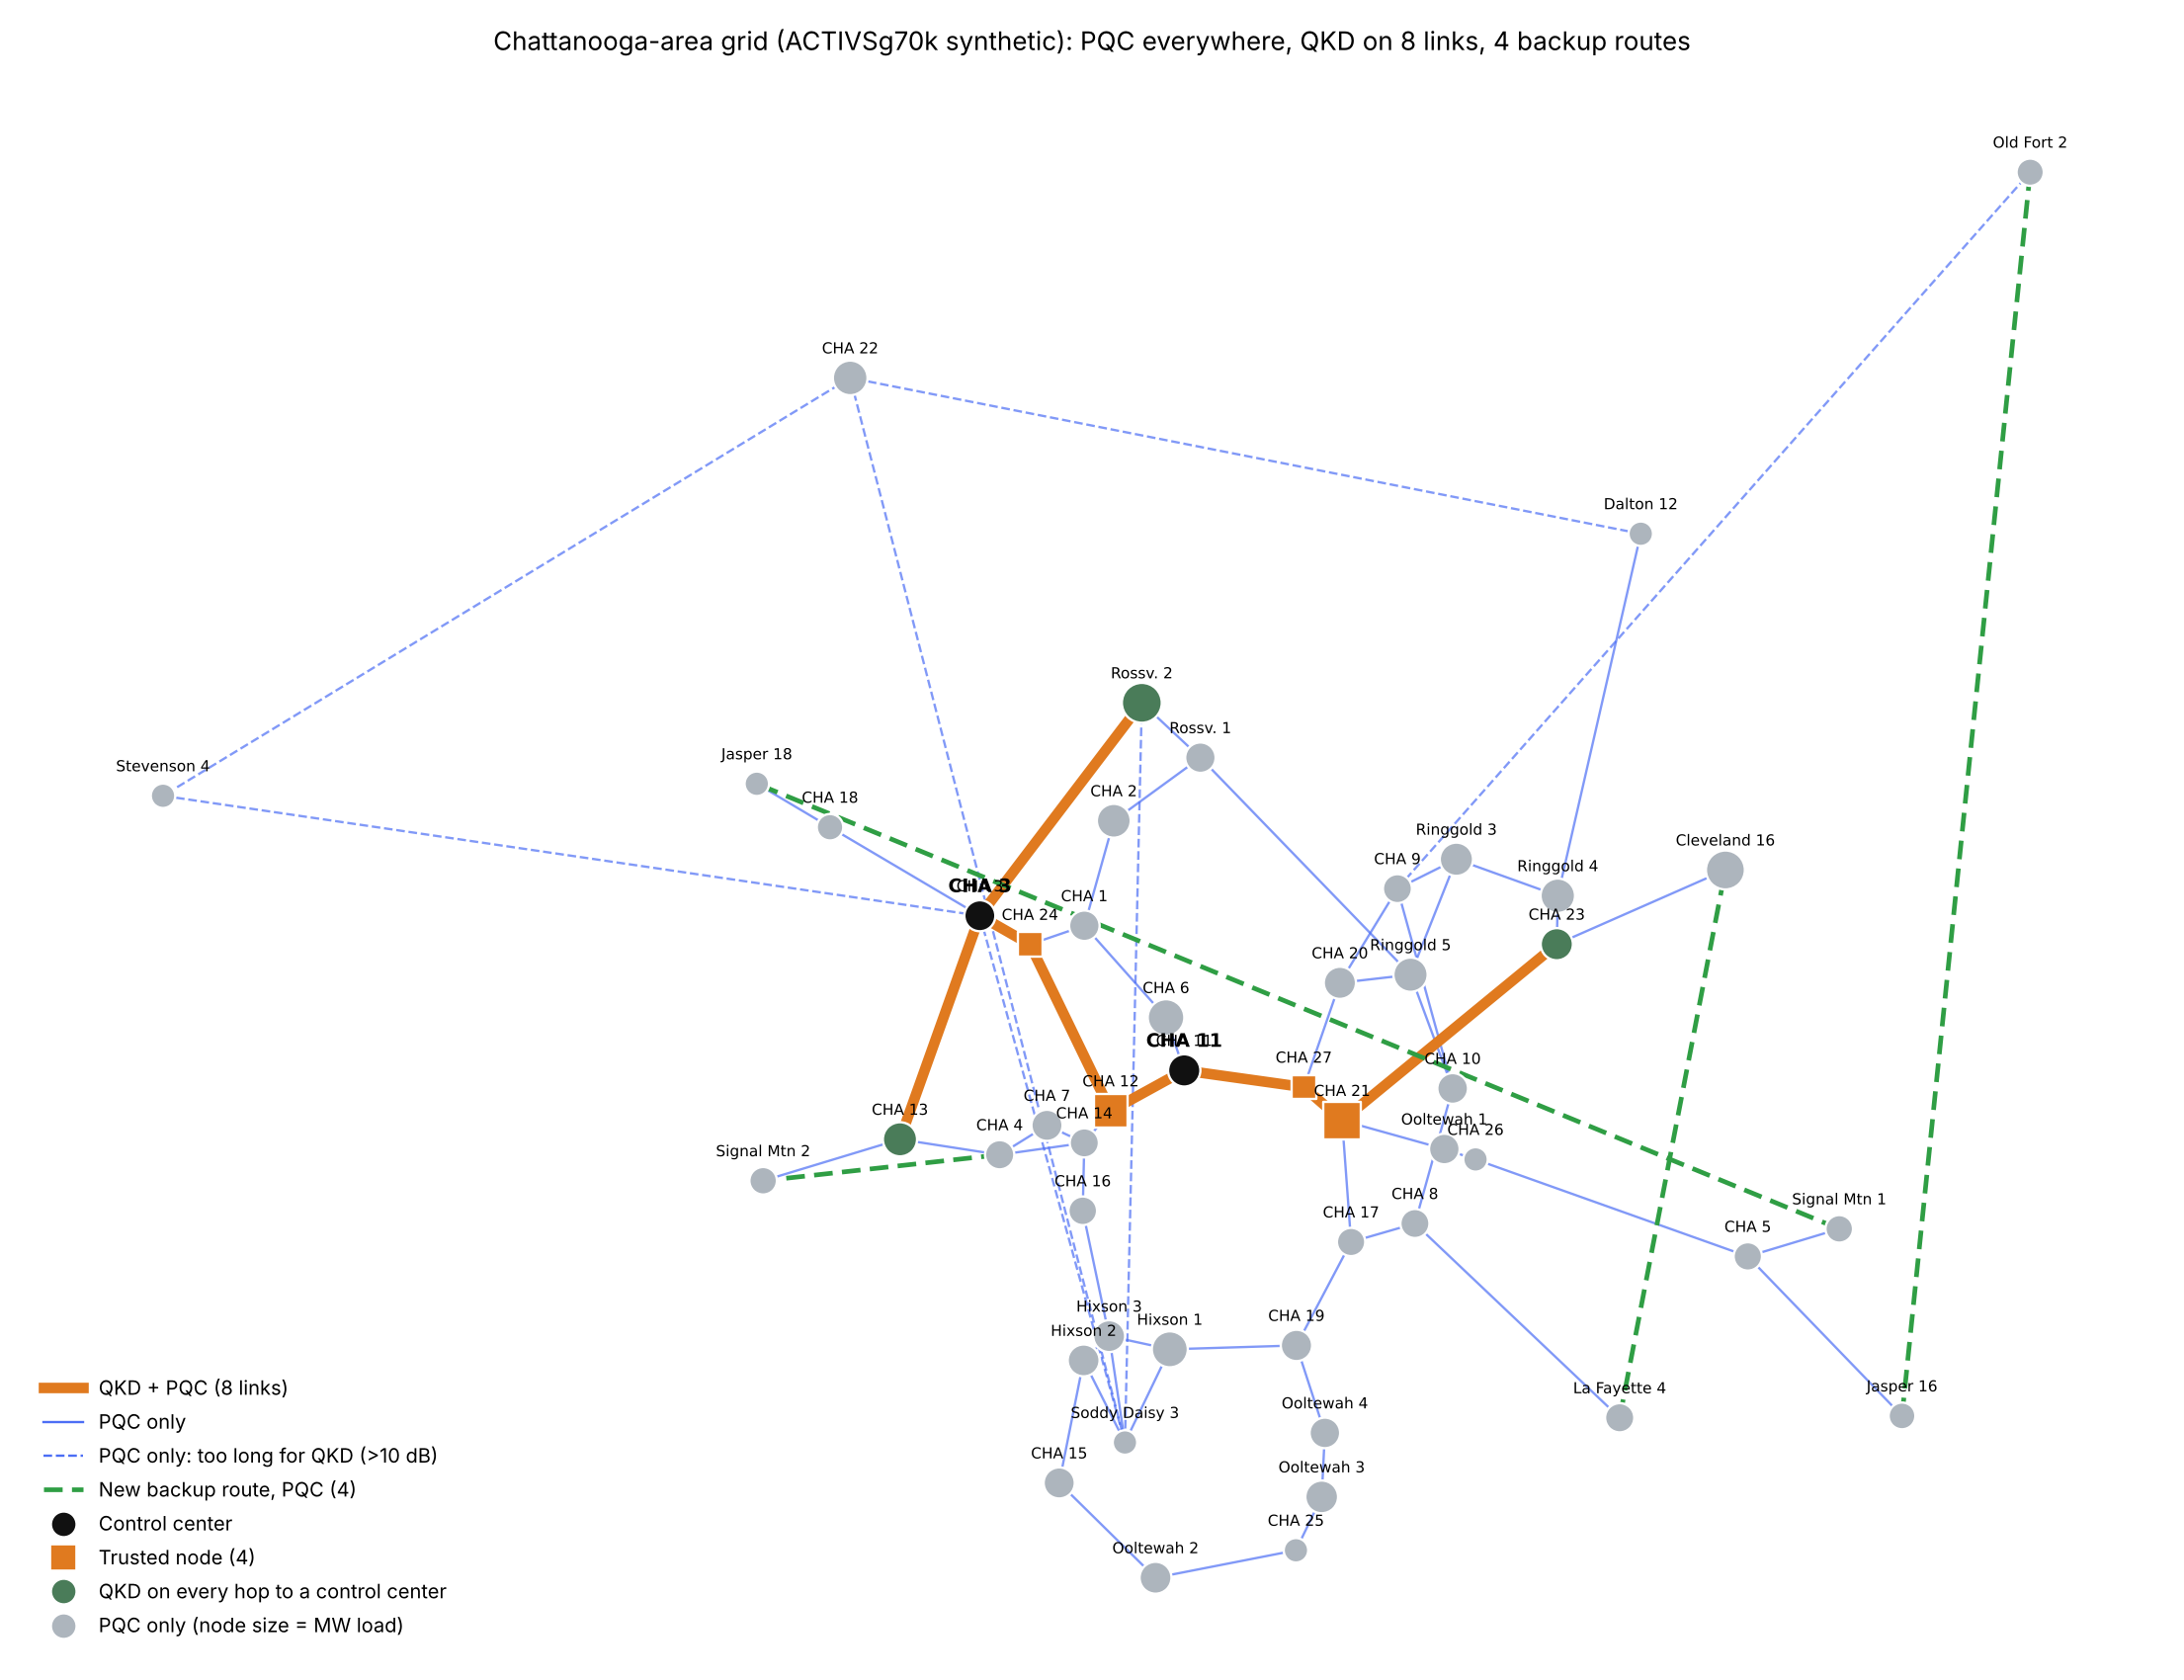 Chattanooga-area grid (ACTIVSg70k synthetic): PQC everywhere, QKD on 8 links, 4 backup routes
Old Fort 2
CHA 22
Dalton 12
Rossv. 2
Rossv. 1
Jasper 18
Stevenson 4
CHA 18
CHA 2
Ringgold 3
Cleveland 16
CHA 9
Ringgold 4
CHA 3
CHA 1
CHA 24
CHA 23
Ringgold 5
CHA 20
CHA 6
CHA 11
CHA 27
CHA 10
CHA 12
CHA 21
CHA 7
CHA 13
CHA 14
CHA 4
Ooltewah 1
CHA 26
Signal Mtn 2
CHA 16
CHA 8
Signal Mtn 1
CHA 17
CHA 5
Hixson 3
Hixson 1
CHA 19
Hixson 2
La Fayette 4
Jasper 16
Ooltewah 4
Soddy Daisy 3
CHA 15
Ooltewah 3
CHA 25
Ooltewah 2
QKD + PQC (8 links)
PQC only
PQC only: too long for QKD (>10 dB)
New backup route, PQC (4)
Control center
Trusted node (4)
QKD on every hop to a control center
PQC only (node size = MW load)